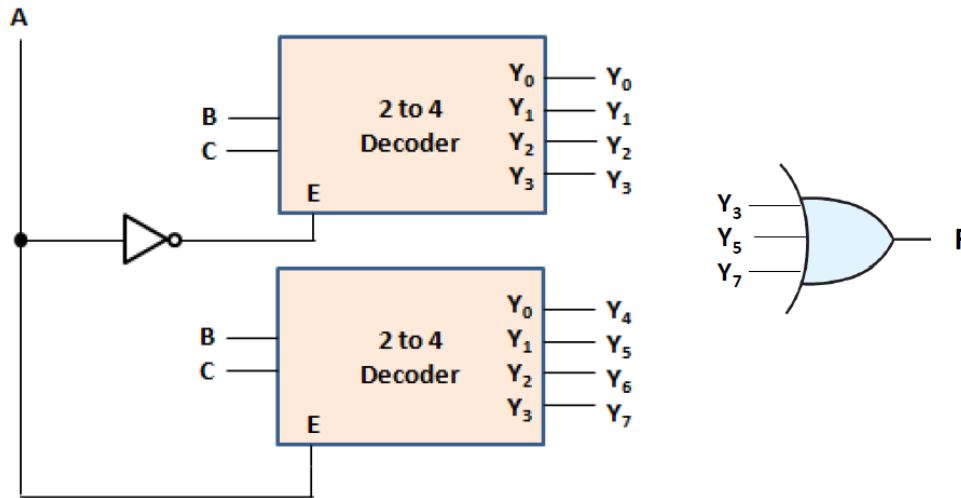 A
B
C
2 to 4
Decoder
E
Y₀
Y₁
Y₂
Y₃
Y₀
Y₁
Y₂
Y₃
B
C
2 to 4
Decoder
E
Y₀
Y₁
Y₂
Y₃
Y₄
Y₅
Y₆
Y₇
Y₃
Y₅
Y₇